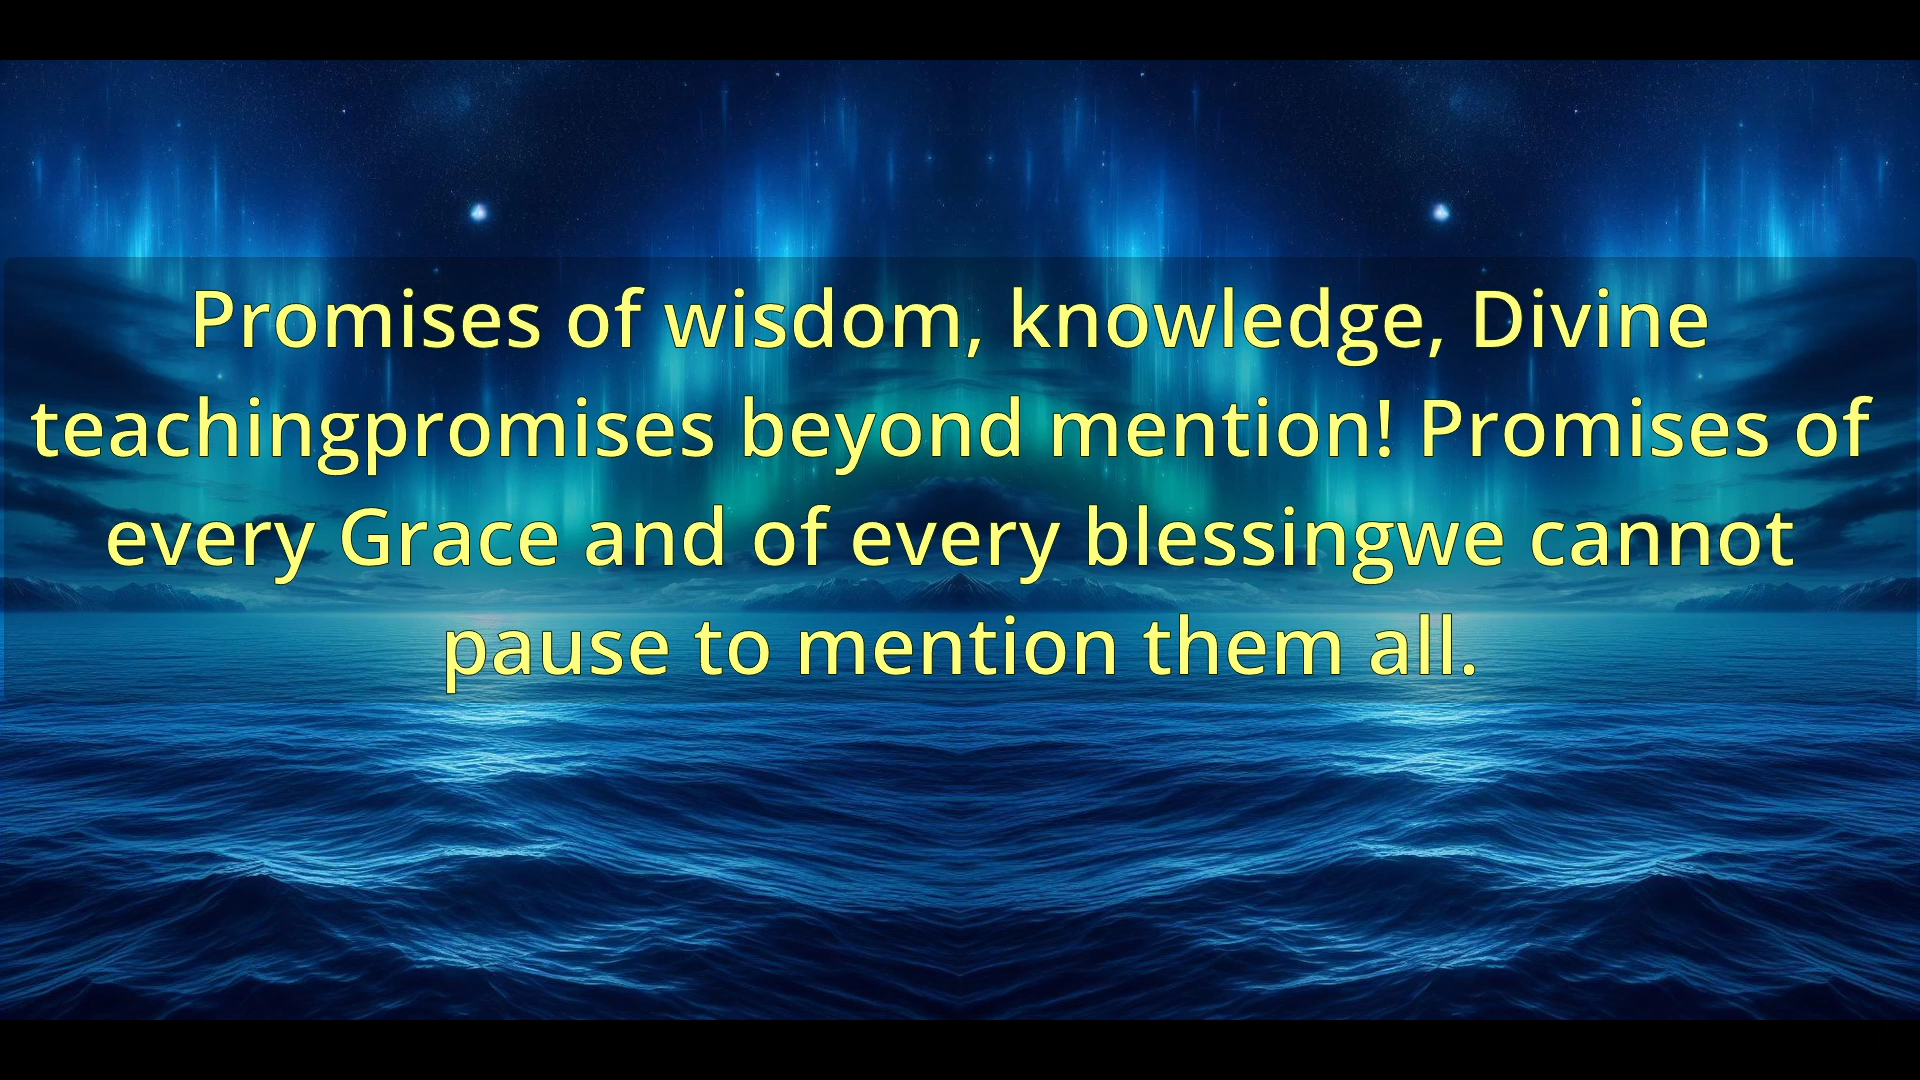 Promises of wisdom, knowledge, Divine
teachingpromises beyond mention! Promises of
every Grace and of every blessingwe cannot
pause to mention them all.